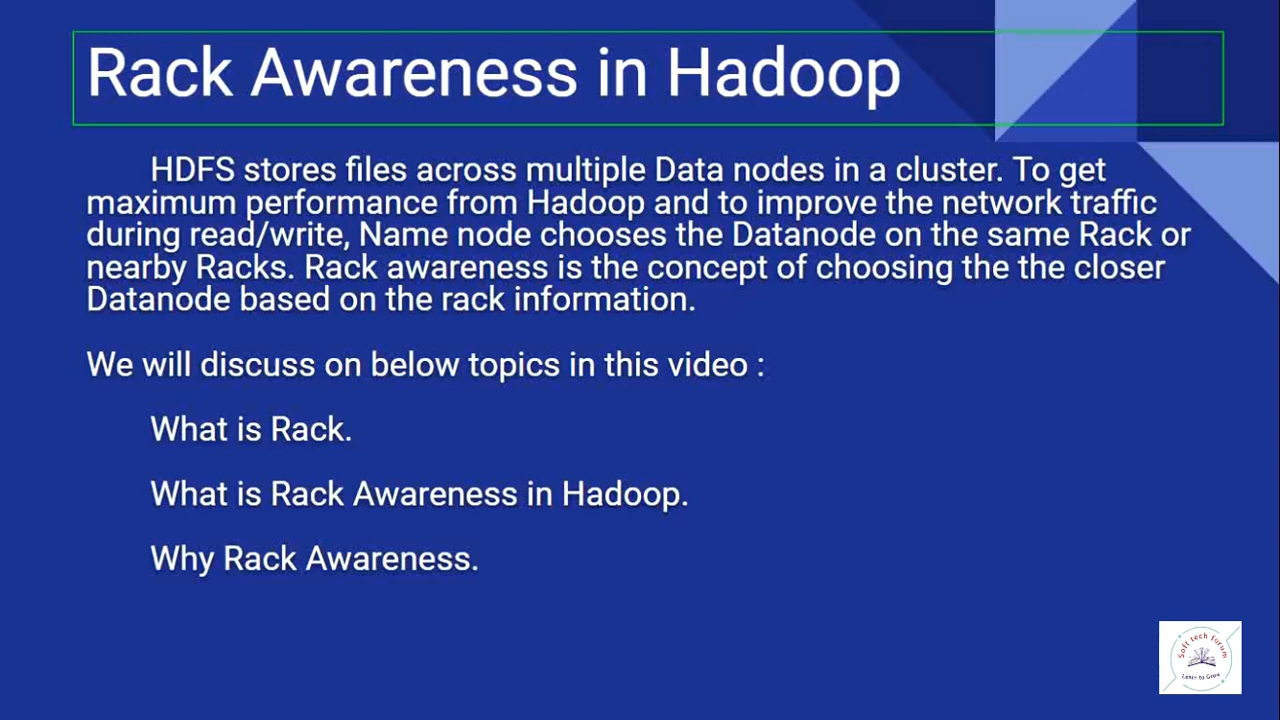 Rack Awareness in Hadoop
HDFS stores files across multiple Data nodes in a cluster. To get
maximum performance from Hadoop and to improve the network traffic
during read/write, Name node chooses the Datanode on the same Rack or
nearby Racks. Rack awareness is the concept of choosing the the closer
Datanode based on the rack information.
We will discuss on below topics in this video :
What is Rack.
What is Rack Awareness in Hadoop.
Why Rack Awareness.
Soft tech forum
Learn to Grow